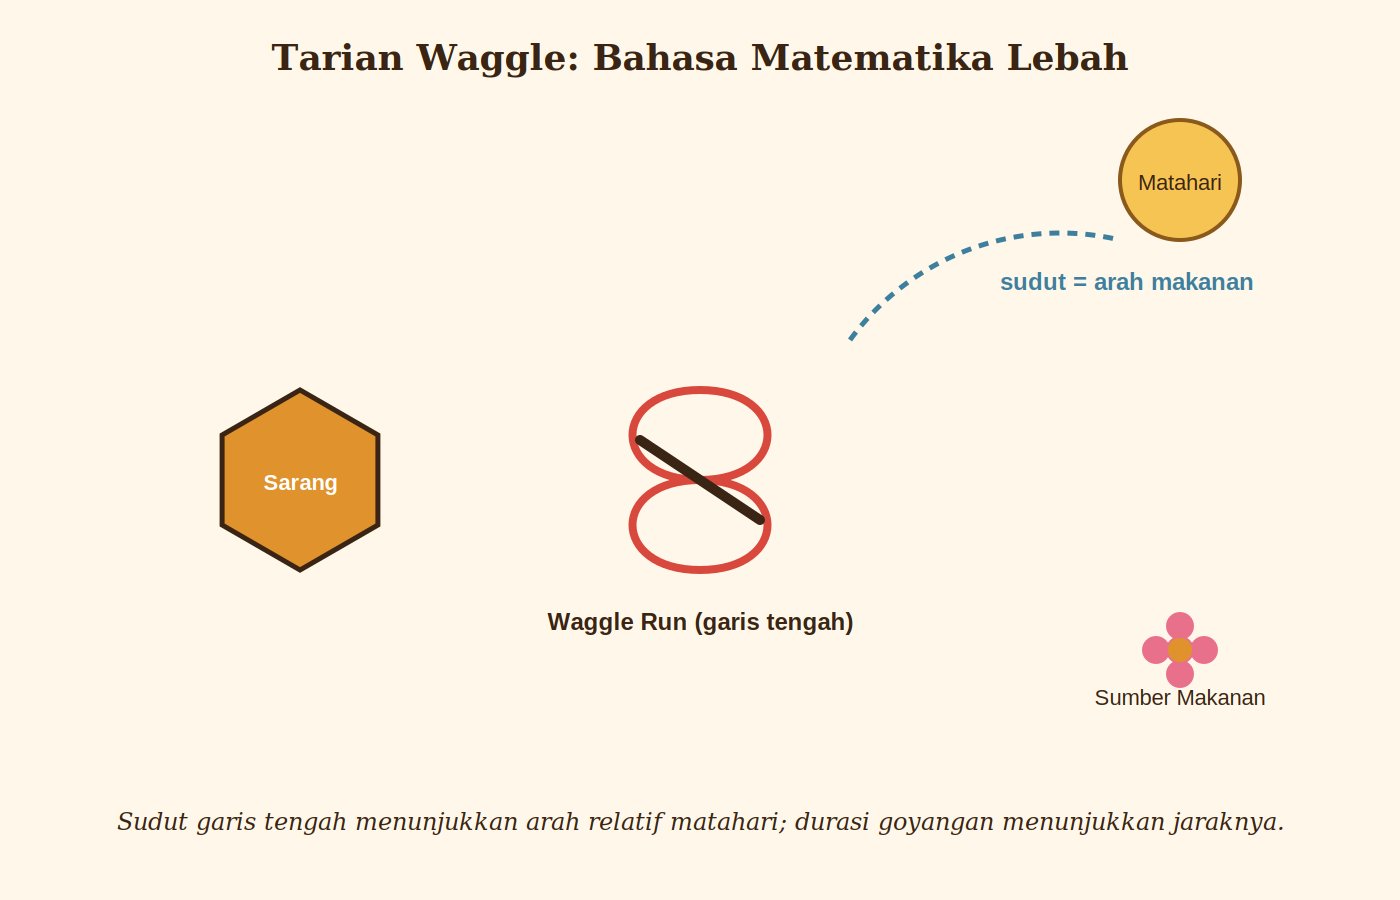 Tarian Waggle: Bahasa Matematika Lebah
Matahari
sudut = arah makanan
Sarang
Waggle Run (garis tengah)
Sumber Makanan
Sudut garis tengah menunjukkan arah relatif matahari; durasi goyangan menunjukkan jaraknya.